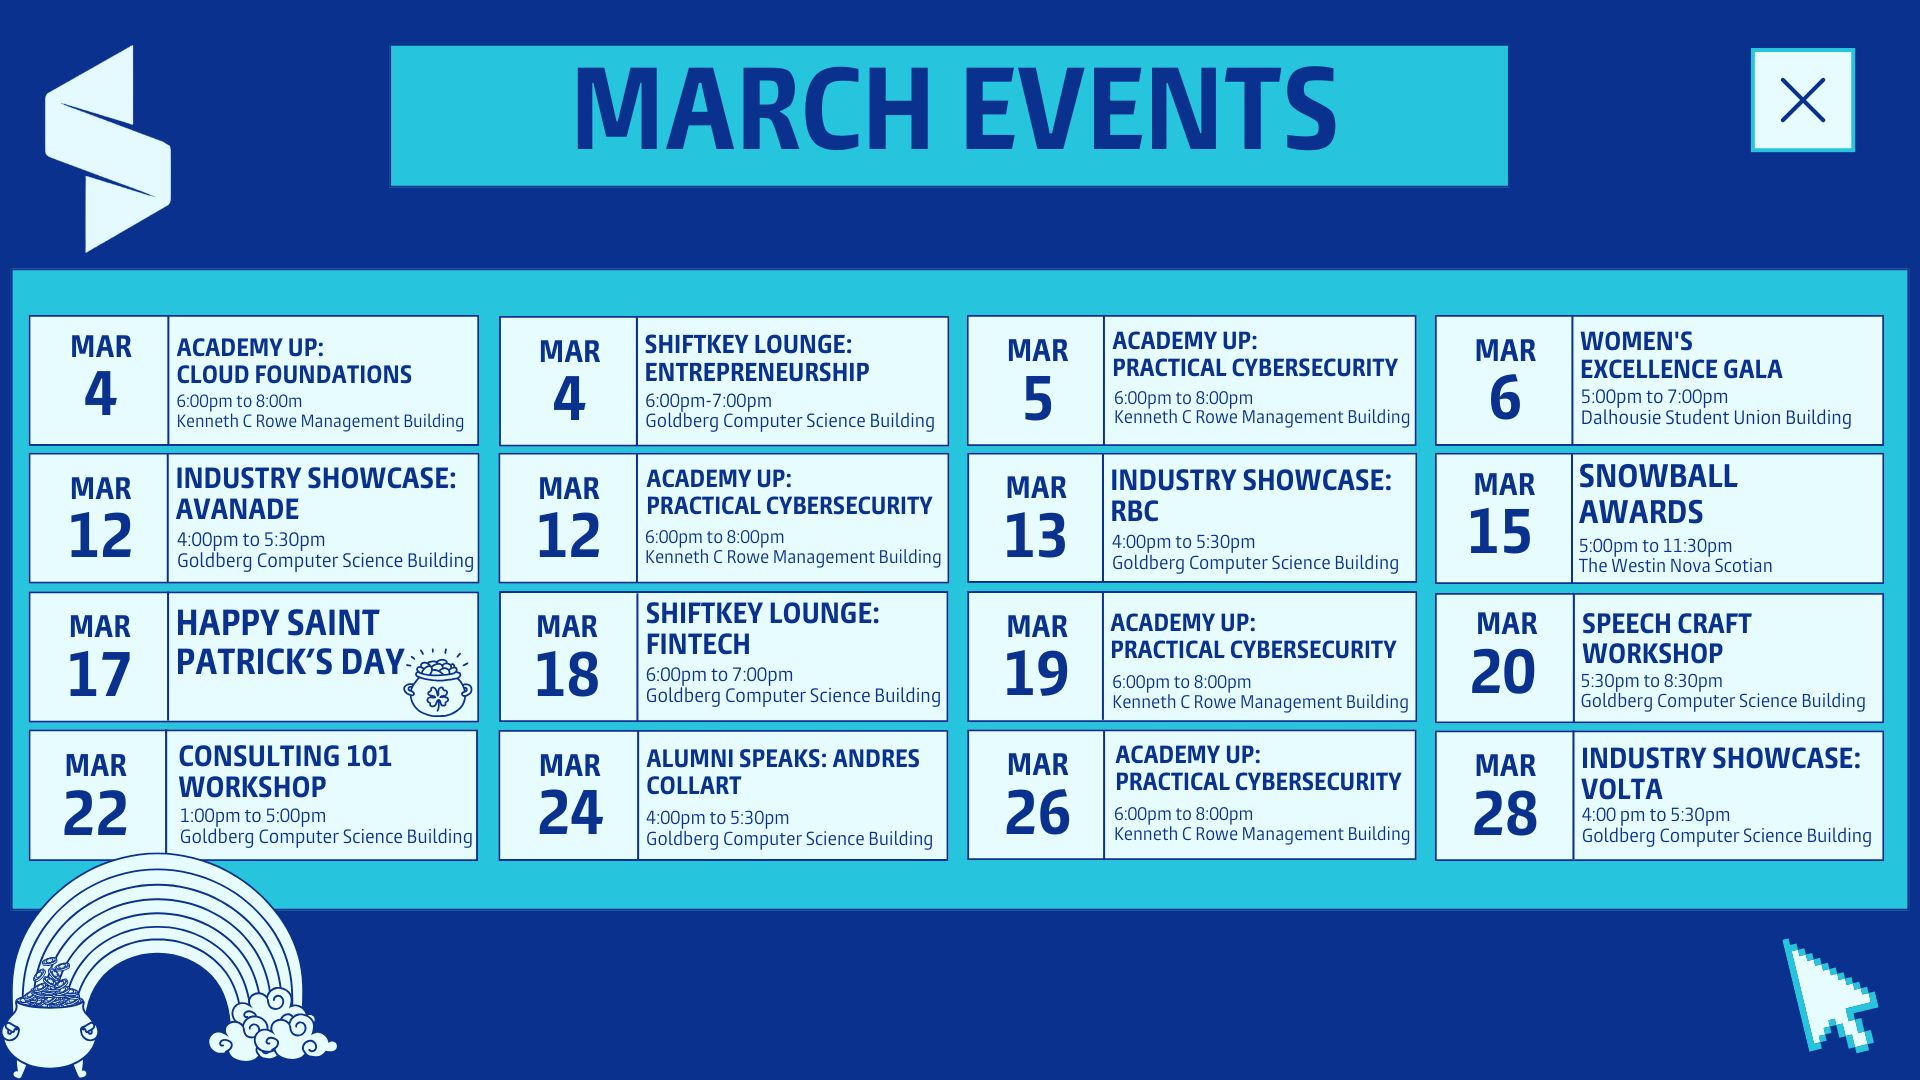 MARCH EVENTS
MAR
4
ACADEMY UP:
CLOUD FOUNDATIONS
6:00pm to 8:00m
Kenneth C Rowe Management Building
MAR
4
SHIFTKEY LOUNGE:
ENTREPRENEURSHIP
6:00pm-7:00pm
Goldberg Computer Science Building
MAR
5
ACADEMY UP:
PRACTICAL CYBERSECURITY
6:00pm to 8:00pm
Kenneth C Rowe Management Building
MAR
6
WOMEN'S
EXCELLENCE GALA
5:00pm to 7:00pm
Dalhousie Student Union Building
MAR
12
INDUSTRY SHOWCASE:
AVANADE
4:00pm to 5:30pm
Goldberg Computer Science Building
MAR
12
ACADEMY UP:
PRACTICAL CYBERSECURITY
6:00pm to 8:00pm
Kenneth C Rowe Management Building
MAR
13
INDUSTRY SHOWCASE:
RBC
4:00pm to 5:30pm
Goldberg Computer Science Building
MAR
15
SNOWBALL
AWARDS
5:00pm to 11:30pm
The Westin Nova Scotian
MAR
17
HAPPY SAINT
PATRICK’S DAY
MAR
18
SHIFTKEY LOUNGE:
FINTECH
6:00pm to 7:00pm
Goldberg Computer Science Building
MAR
19
ACADEMY UP:
PRACTICAL CYBERSECURITY
6:00pm to 8:00pm
Kenneth C Rowe Management Building
MAR
20
SPEECH CRAFT
WORKSHOP
5:30pm to 8:30pm
Goldberg Computer Science Building
MAR
22
CONSULTING 101
WORKSHOP
1:00pm to 5:00pm
Goldberg Computer Science Building
MAR
24
ALUMNI SPEAKS: ANDRES
COLLART
4:00pm to 5:30pm
Goldberg Computer Science Building
MAR
26
ACADEMY UP:
PRACTICAL CYBERSECURITY
6:00pm to 8:00pm
Kenneth C Rowe Management Building
MAR
28
INDUSTRY SHOWCASE:
VOLTA
4:00 pm to 5:30pm
Goldberg Computer Science Building